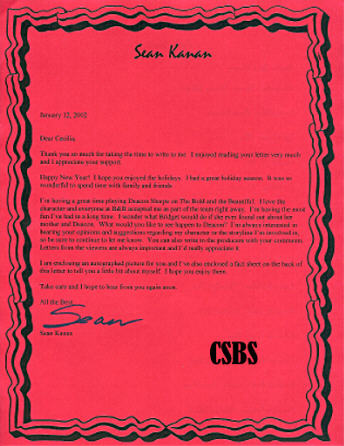 Sean Kanan
January 12, 2002
Dear Cecilia,
Thank you so much for taking the time to write to me. I enjoyed reading your letter very much
and I appreciate your support.
Happy New Year! I hope you enjoyed the holidays. I had a great holiday season. It was so
wonderful to spend time with family and friends.
I'm having a great time playing Deacon Sharpe on The Bold and the Beautiful. I love the
character and everyone at B&B accepted me as part of the team right away. I'm having the most
fun I've had in a long time. I wonder what Bridget would do if she ever found out about her
mother and Deacon. What would you like to see happen to Deacon? I'm always interested in
hearing your opinions and suggestions regarding my character or the storyline I'm involved in,
so be sure to continue to let me know. You can also write to the producers with your comments.
Letters from the viewers are always important and I'd really appreciate it.
I am enclosing an autographed picture for you and I've also enclosed a fact sheet on the back of
this letter to tell you a little bit about myself. I hope you enjoy them.
Take care and I hope to hear from you again soon.
All the Best,
Sean
Sean Kanan
CSBS